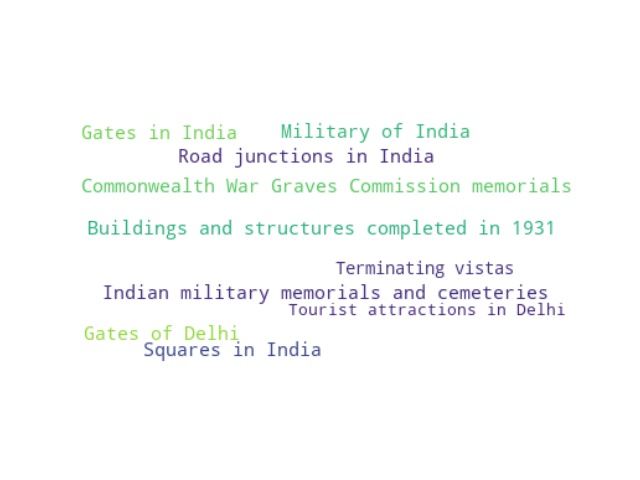 Gates in India
Military of India
Road junctions in India
Commonwealth War Graves Commission memorials
Buildings and structures completed in 1931
Terminating vistas
Indian military memorials and cemeteries
Tourist attractions in Delhi
Gates of Delhi
Squares in India